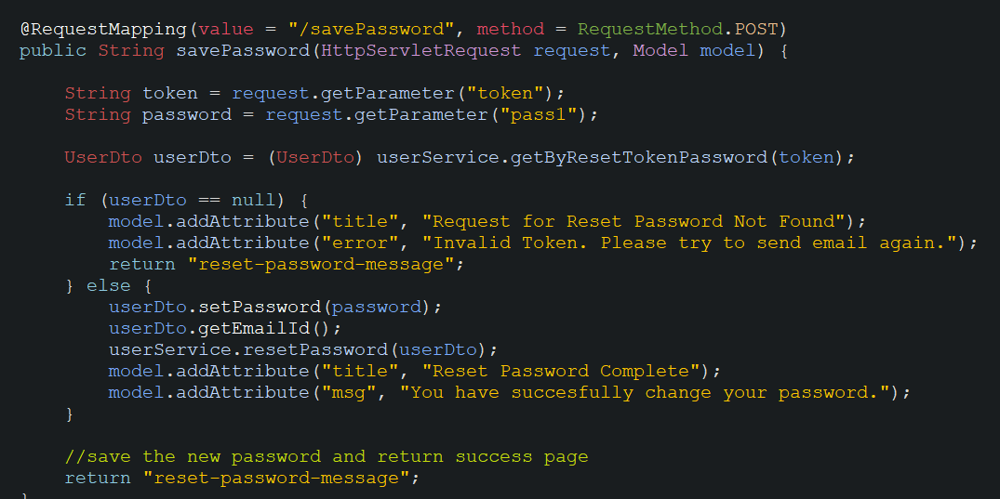 @RequestMapping(value = "/savePassword", method = RequestMethod.POST)
public String savePassword(HttpServletRequest request, Model model) {
String token = request.getParameter("token");
String password = request.getParameter("pass1");
UserDto userDto = (UserDto) userService.getByResetTokenPassword(token);
if (userDto == null) {
model.addAttribute("title", "Request for Reset Password Not Found");
model.addAttribute("error", "Invalid Token. Please try to send email again.");
return "reset-password-message";
} else {
userDto.setPassword(password);
userDto.getEmailId();
userService.resetPassword(userDto);
model.addAttribute("title", "Reset Password Complete");
model.addAttribute("msg", "You have succesfully change your password.");
}
//save the new password and return success page
return "reset-password-message";
}